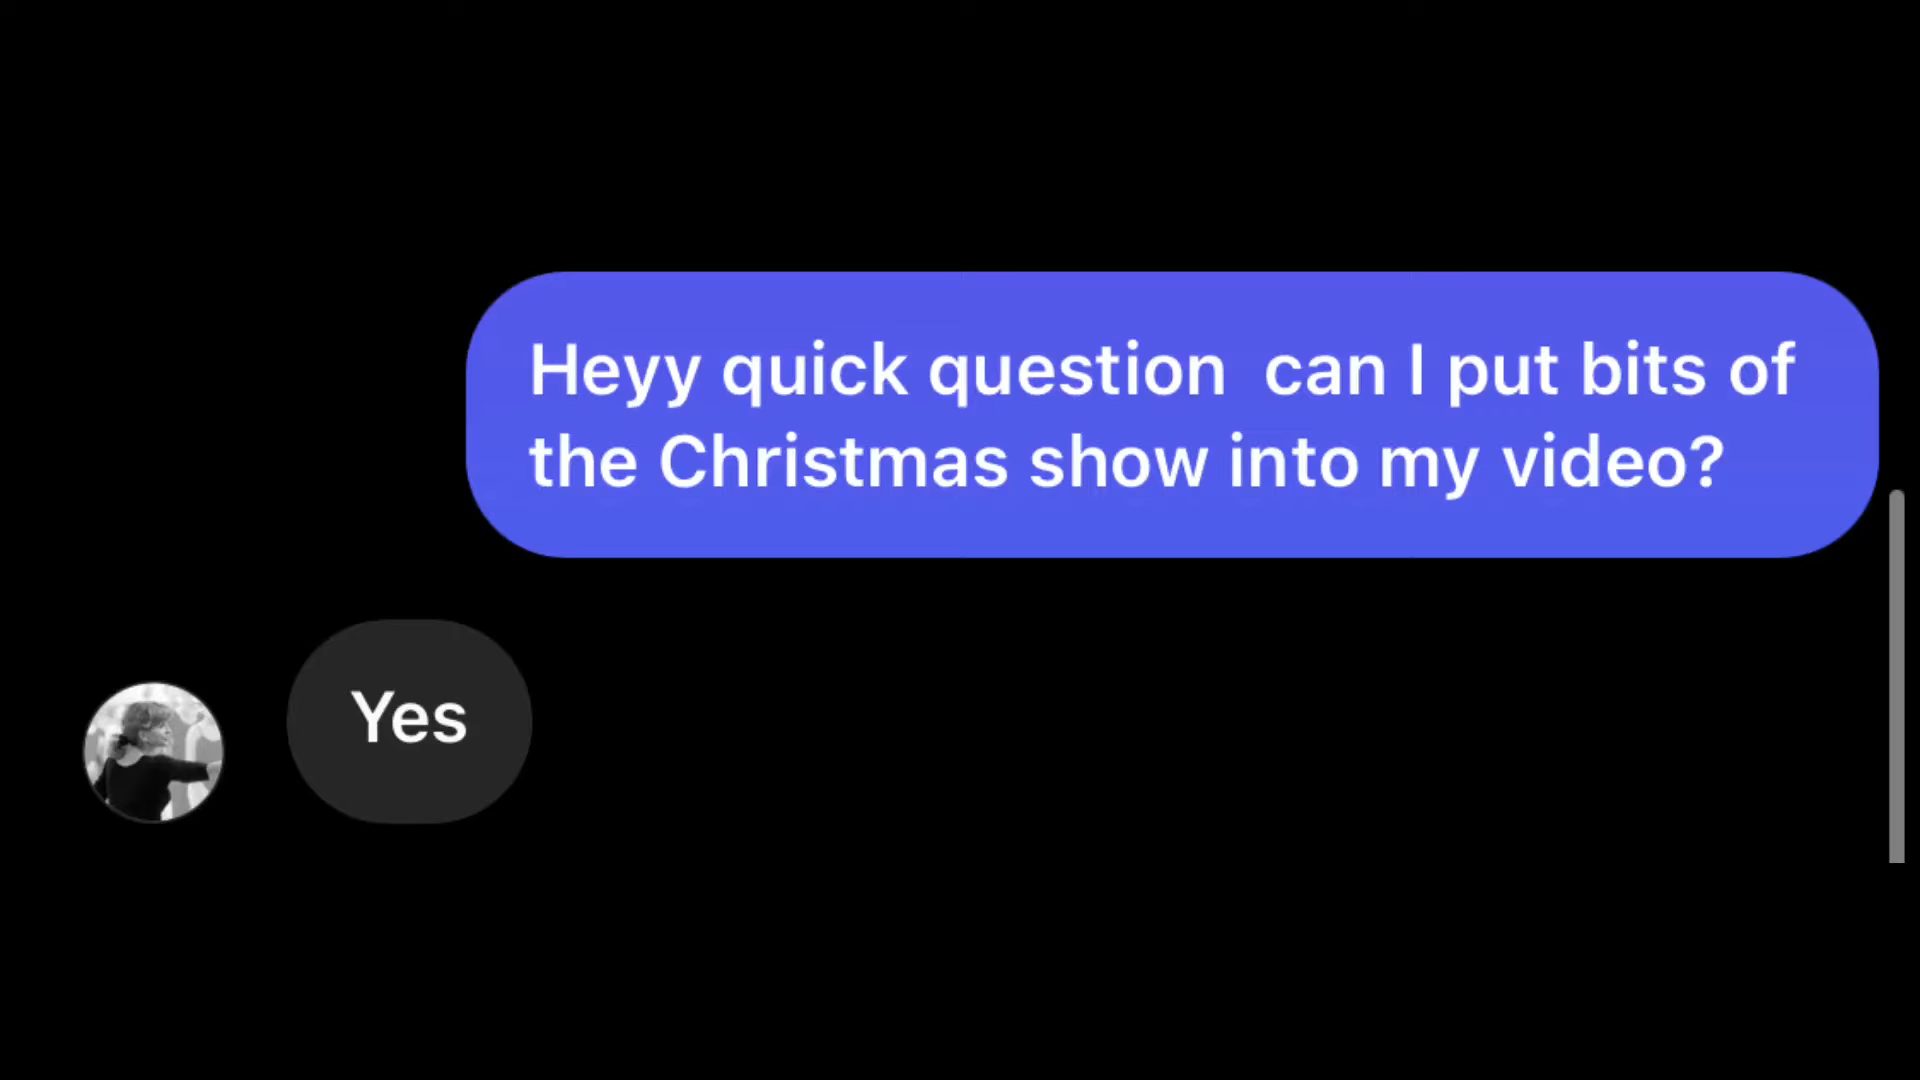 Heyy quick question  can I put bits of
the Christmas show into my video?
Yes